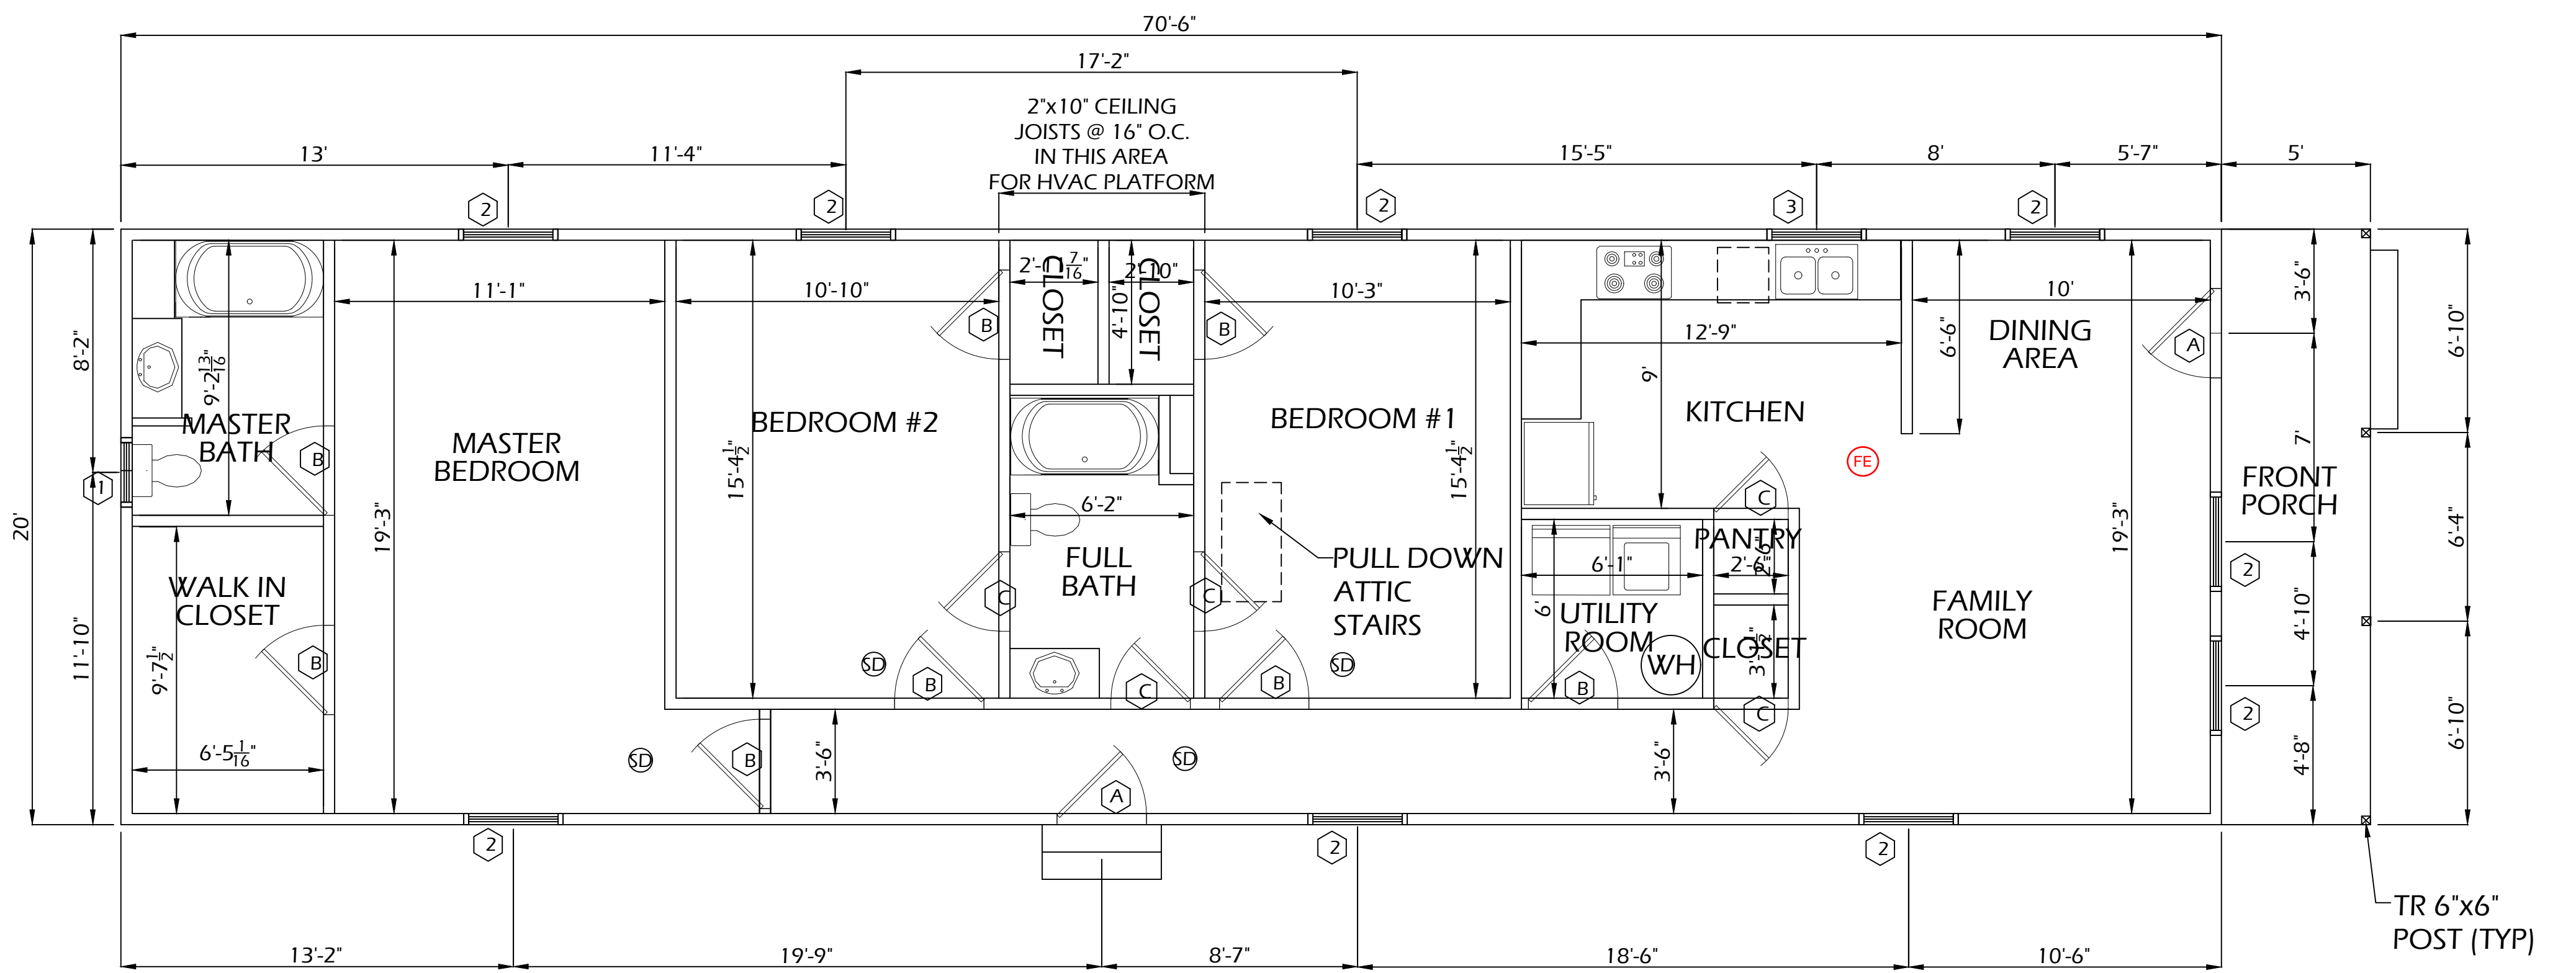 70'-6"
17'-2"
2"x10" CEILING
JOISTS @ 16" O.C.
IN THIS AREA
FOR HVAC PLATFORM
13'
11'-4"
15'-5"
8'
5'-7"
5'
2
2
2
3
2
2'-
7/16"
2'-10"
CLOSET
4'-10"
CLOSET
11'-1"
10'-10"
10'-3"
10'
12'-9"
DINING
AREA
6'-6"
9'
3'-6"
6'-10"
8'-2"
B
B
A
9'-2 13/16"
MASTER
BATH
B
MASTER
BEDROOM
BEDROOM #2
15'-4 1/2"
BEDROOM #1
15'-4 1/2"
KITCHEN
FE
7'
FRONT
PORCH
1
20'
19'-3"
6'-2"
C
19'-3"
6'-4"
FULL
BATH
PULL DOWN
ATTIC
STAIRS
PANTRY
2'-6"
2'-6"
6'-1"
6'
UTILITY
ROOM
FAMILY
ROOM
2
4'-10"
WALK IN
CLOSET
C
C
11'-10"
9'-7 1/2"
B
SD
B
C
B
SD
B
WH
CLOSET
3'-1 1/2"
C
2
6'-5 1/16"
SD
B
3'-6"
SD
A
3'-6"
4'-8"
6'-10"
2
2
2
TR 6"x6"
POST (TYP)
13'-2"
19'-9"
8'-7"
18'-6"
10'-6"